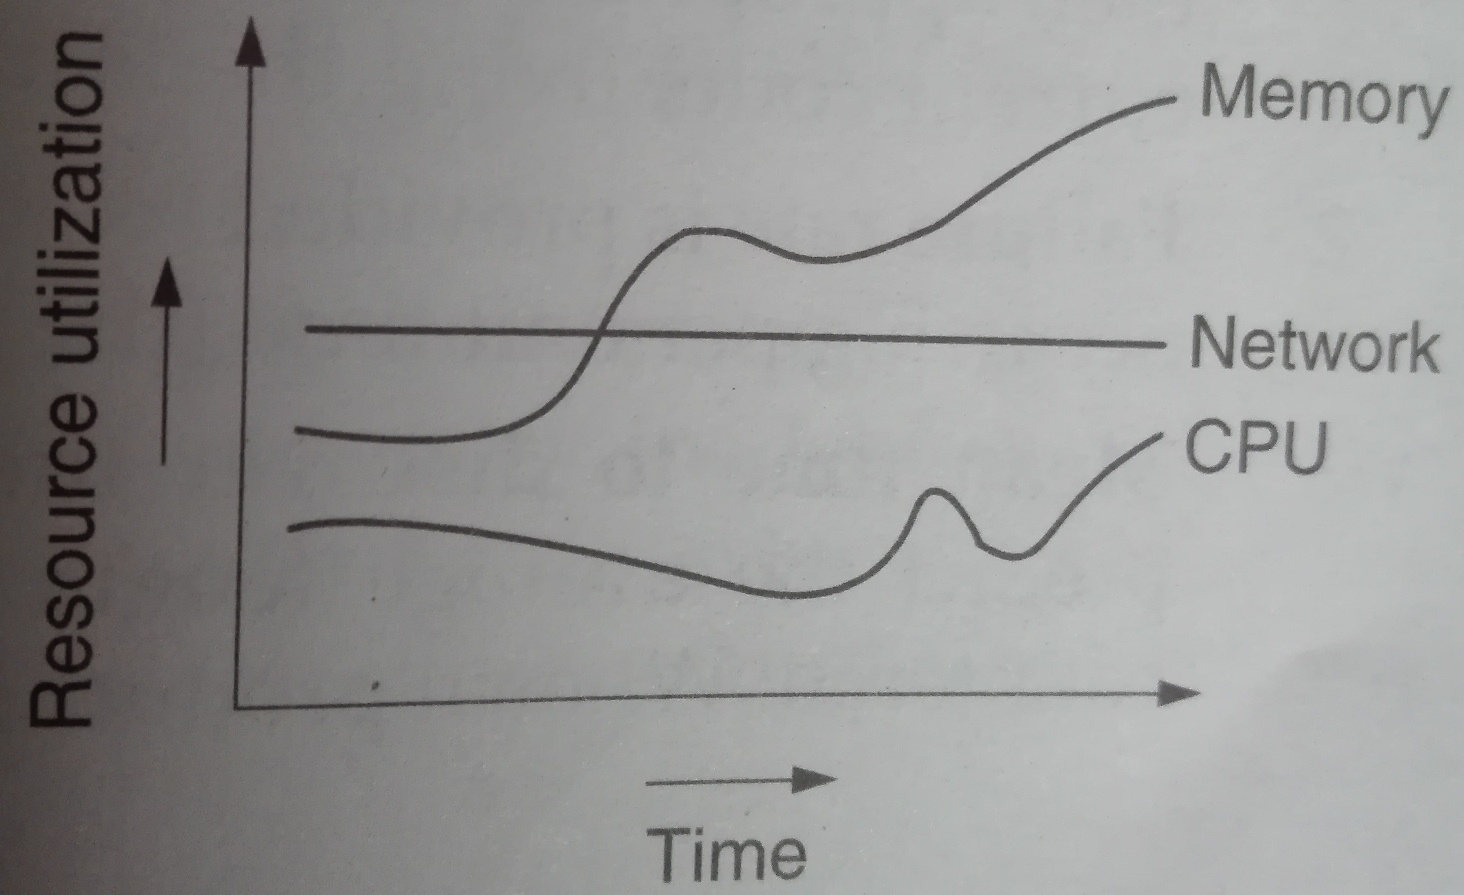 Resource utilization
Memory
Network
CPU
Time